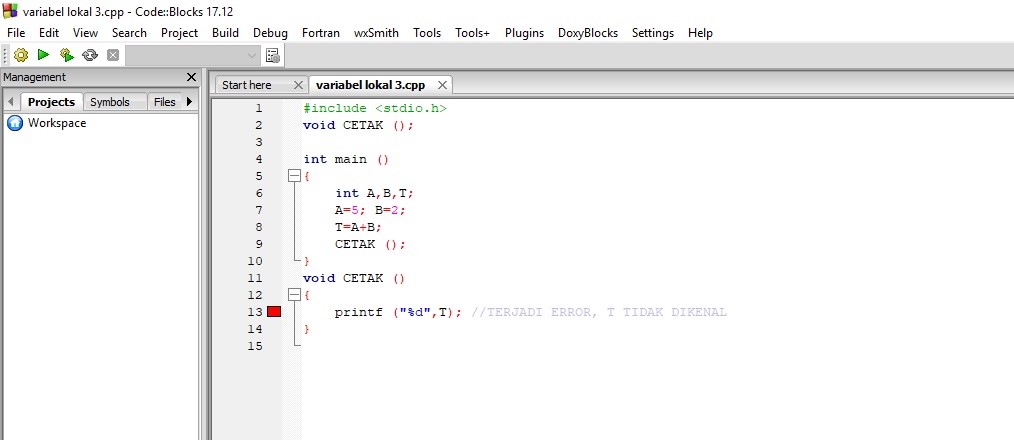 variabel lokal 3.cpp - Code::Blocks 17.12
File Edit View Search Project Build Debug Fortran wxSmith Tools Tools+ Plugins DoxyBlocks Settings Help
Management
Projects Symbols Files
Workspace
Start here variabel lokal 3.cpp
1 #include <stdio.h>
2 void CETAK ();
3
4 int main ()
5 {
6 int A,B,T;
7 A=5; B=2;
8 T=A+B;
9 CETAK ();
10 }
11 void CETAK ()
12 {
13 printf ("%d",T); //TERJADI ERROR, T TIDAK DIKENAL
14 }
15